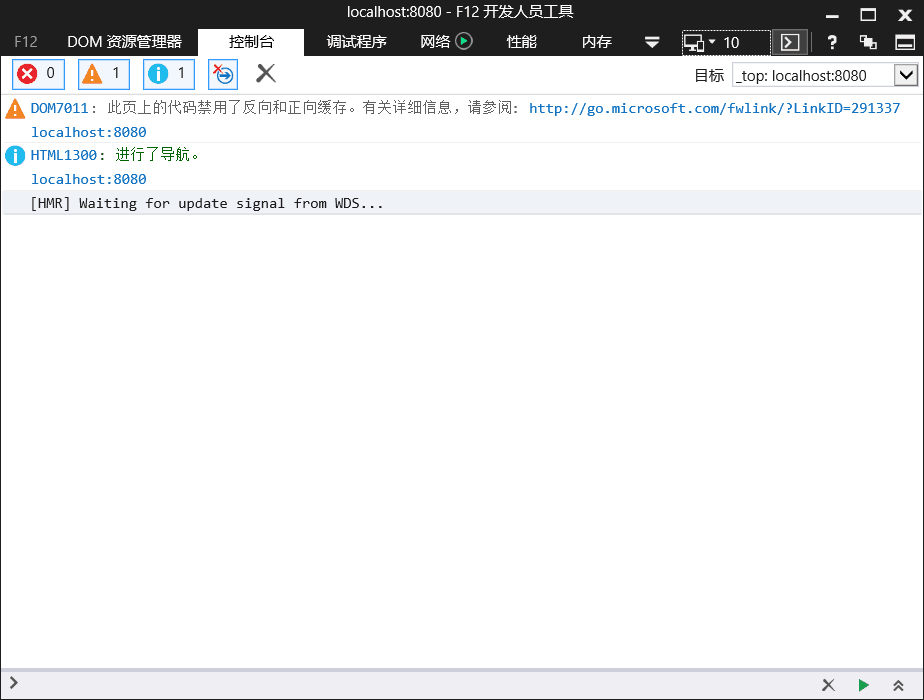 localhost:8080 - F12 开发人员工具
F12 DOM 资源管理器 控制台 调试程序 网络 性能 内存 10 ?
0 1 1 目标 _top: localhost:8080
DOM7011: 此页上的代码禁用了反向和正向缓存。有关详细信息，请参阅: http://go.microsoft.com/fwlink/?LinkID=291337
localhost:8080
HTML1300: 进行了导航。
localhost:8080
[HMR] Waiting for update signal from WDS...